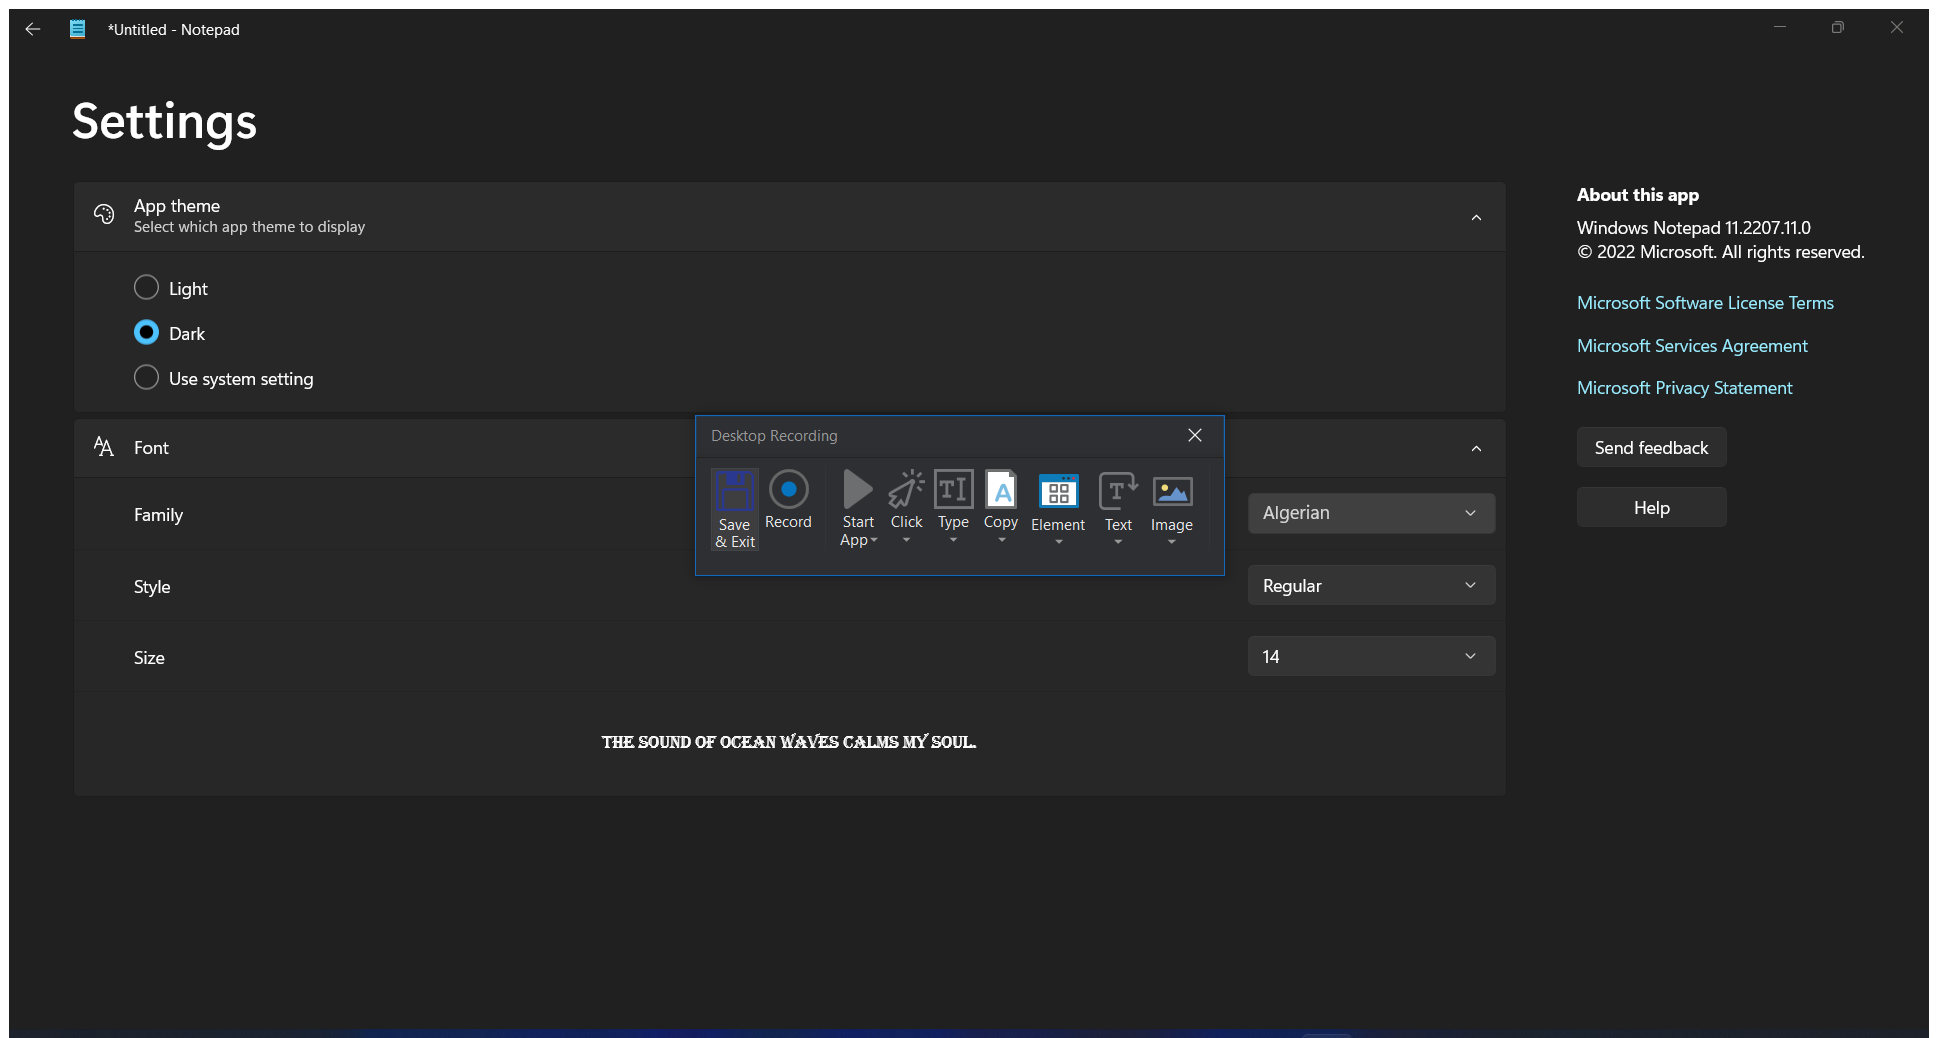 *Untitled - Notepad
Settings
App theme
Select which app theme to display
Light
Dark
Use system setting
Font
Family
Algerian
Style
Regular
Size
14
THE SOUND OF OCEAN WAVES CALMS MY SOUL.
Desktop Recording
Save
& Exit
Record
Start
App
Click
Type
Copy
Element
Text
Image
About this app
Windows Notepad 11.2207.11.0
© 2022 Microsoft. All rights reserved.
Microsoft Software License Terms
Microsoft Services Agreement
Microsoft Privacy Statement
Send feedback
Help